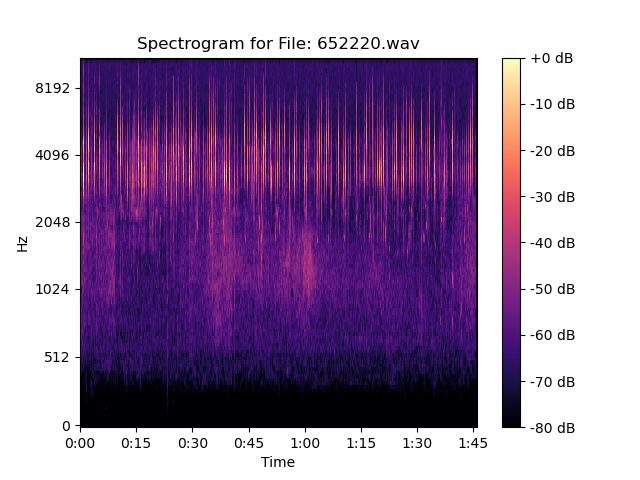 Spectrogram for File: 652220.wav
+0 dB
8192
-10 dB
4096
-20 dB
-30 dB
2048
Hz
-40 dB
1024
-50 dB
512
-60 dB
-70 dB
0
-80 dB
0:00 0:15 0:30 0:45 1:00 1:15 1:30 1:45
Time